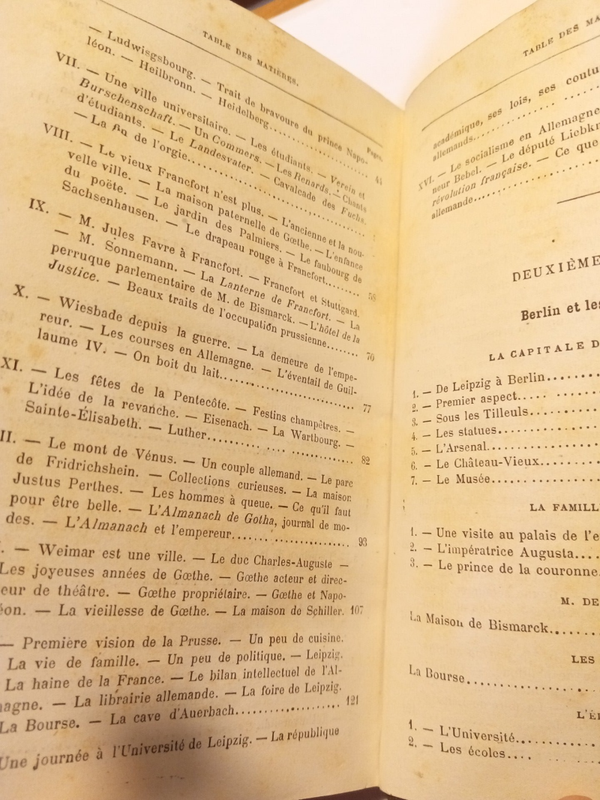 TABLE DES MATIÈRES.
Pages.
— Ludwisgsbourg. — Trait de bravoure du prince Napo-
léon. — Heilbronn. — Heidelberg
VII. — Une ville universitaire. — Les étudiants. — Verein et
Burschenschaft. — Un Commers. — Les Renards. — Chants
d'étudiants. — Le Landesvater. — Cavalcade des Fuchs.
— La fin de l'orgie
VIII. — Le vieux Francfort n'est plus. — L'ancienne et la nou-
velle ville. — La maison paternelle de Gœthe. — L'enfance
du poëte. — Le jardin des Palmiers. — Le faubourg de
Sachsenhausen. — Le drapeau rouge à Francfort
IX. — M. Jules Favre à Francfort. — Francfort et Stuttgard.
— M. Sonnemann. — La Lanterne de Francfort. — La
perruque parlementaire de M. de Bismarck. — L'hôtel de la
Justice. — Beaux traits de l'occupation prussienne 70
X. — Wiesbade depuis la guerre. — La demeure de l'empe-
reur. — Les courses en Allemagne. — L'éventail de Guil-
laume IV. — On boit du lait 77
XI. — Les fêtes de la Pentecôte. — Festins champêtres. —
L'idée de la revanche. — Eisenach. — La Wartbourg. —
Sainte-Élisabeth. — Luther 82
II. — Le mont de Vénus. — Un couple allemand. — Le parc
de Fridrichshein. — Collections curieuses. — La maison
Justus Perthes. — Les hommes à queue. — Ce qu'il faut
pour être belle. — L'Almanach de Gotha, journal de mo-
des. — L'Almanach et l'empereur 93
— Weimar est une ville. — Le duc Charles-Auguste —
Les joyeuses années de Gœthe. — Gœthe acteur et direc-
eur de théâtre. — Gœthe propriétaire. — Gœthe et Napo-
éon. — La vieillesse de Gœthe. — La maison de Schiller. 107
— Première vision de la Prusse. — Un peu de cuisine.
La vie de famille. — Un peu de politique. — Leipzig.
— La haine de la France. — Le bilan intellectuel de l'Al-
magne. — La librairie allemande. — La foire de Leipzig.
La Bourse. — La cave d'Auerbach 121
Une journée à l'Université de Leipzig. — La république
TABLE DES MA
académique, ses lois, ses coutu
allemands
XVI. — Le socialisme en Allemagne
neur Bebel. — Le député Liebkn
révolution française. — Ce que
allemande
DEUXIÈME
Berlin et les
LA CAPITALE D
1. — De Leipzig à Berlin
2. — Premier aspect
3. — Sous les Tilleuls
4. — Les statues
5. — L'Arsenal
6. — Le Château-Vieux
7. — Le Musée
LA FAMILL
1. — Une visite au palais de l'e
2. — L'impératrice Augusta
3. — Le prince de la couronne
M. DE
La Maison de Bismarck
LES
La Bourse
L'É
1. — L'Université
2. — Les écoles